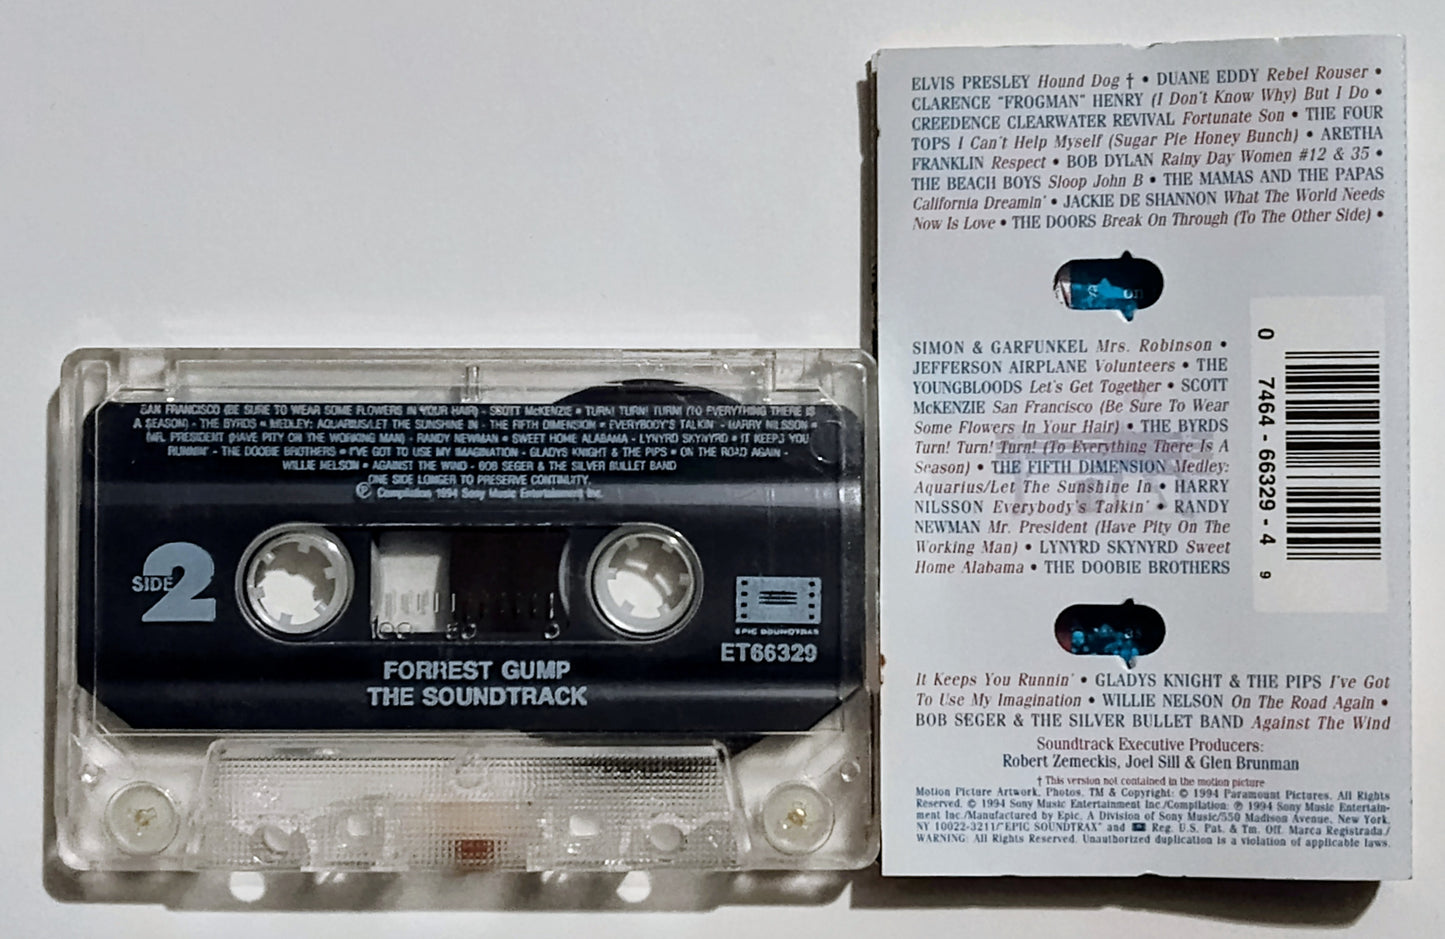 SAN FRANCISCO (BE SURE TO WEAR SOME FLOWERS IN YOUR HAIR) - SCOTT McKENZIE • TURN! TURN! TURN! (TO EVERYTHING THERE IS
A SEASON) - THE BYRDS • MEDLEY: AQUARIUS/LET THE SUNSHINE IN - THE FIFTH DIMENSION • EVERYBODY'S TALKIN' - HARRY NILSSON •
MR. PRESIDENT (HAVE PITY ON THE WORKING MAN) - RANDY NEWMAN • SWEET HOME ALABAMA - LYNYRD SKYNYRD • IT KEEPS YOU
RUNNIN' - THE DOOBIE BROTHERS • I'VE GOT TO USE MY IMAGINATION - GLADYS KNIGHT & THE PIPS • ON THE ROAD AGAIN -
WILLIE NELSON • AGAINST THE WIND - BOB SEGER & THE SILVER BULLET BAND
ONE SIDE LONGER TO PRESERVE CONTINUITY.
℗ Compilation 1994 Sony Music Entertainment Inc.
SIDE 2
100 50 0
EPIC SOUNDTRAX
ET66329
FORREST GUMP
THE SOUNDTRACK
ELVIS PRESLEY Hound Dog † • DUANE EDDY Rebel Rouser •
CLARENCE "FROGMAN" HENRY (I Don't Know Why) But I Do •
CREEDENCE CLEARWATER REVIVAL Fortunate Son • THE FOUR
TOPS I Can't Help Myself (Sugar Pie Honey Bunch) • ARETHA
FRANKLIN Respect • BOB DYLAN Rainy Day Women #12 & 35 •
THE BEACH BOYS Sloop John B • THE MAMAS AND THE PAPAS
California Dreamin' • JACKIE DE SHANNON What The World Needs
Now Is Love • THE DOORS Break On Through (To The Other Side) •
on
SIMON & GARFUNKEL Mrs. Robinson •
JEFFERSON AIRPLANE Volunteers • THE
YOUNGBLOODS Let's Get Together • SCOTT
McKENZIE San Francisco (Be Sure To Wear
Some Flowers In Your Hair) • THE BYRDS
Turn! Turn! Turn! (To Everything There Is A
Season) • THE FIFTH DIMENSION Medley:
Aquarius/Let The Sunshine In • HARRY
NILSSON Everybody's Talkin' • RANDY
NEWMAN Mr. President (Have Pity On The
Working Man) • LYNYRD SKYNYRD Sweet
Home Alabama • THE DOOBIE BROTHERS
0 7464-66329-4 9
It Keeps You Runnin' • GLADYS KNIGHT & THE PIPS I've Got
To Use My Imagination • WILLIE NELSON On The Road Again •
BOB SEGER & THE SILVER BULLET BAND Against The Wind
Soundtrack Executive Producers:
Robert Zemeckis, Joel Sill & Glen Brunman
† This version not contained in the motion picture
Motion Picture Artwork, Photos, TM & Copyright: © 1994 Paramount Pictures. All Rights
Reserved. © 1994 Sony Music Entertainment Inc./Compilation: ℗ 1994 Sony Music Entertain-
ment Inc./Manufactured by Epic, A Division of Sony Music/550 Madison Avenue, New York,
NY 10022-3211/"EPIC SOUNDTRAX" and Reg. U.S. Pat. & Tm. Off. Marca Registrada./
WARNING: All Rights Reserved. Unauthorized duplication is a violation of applicable laws.